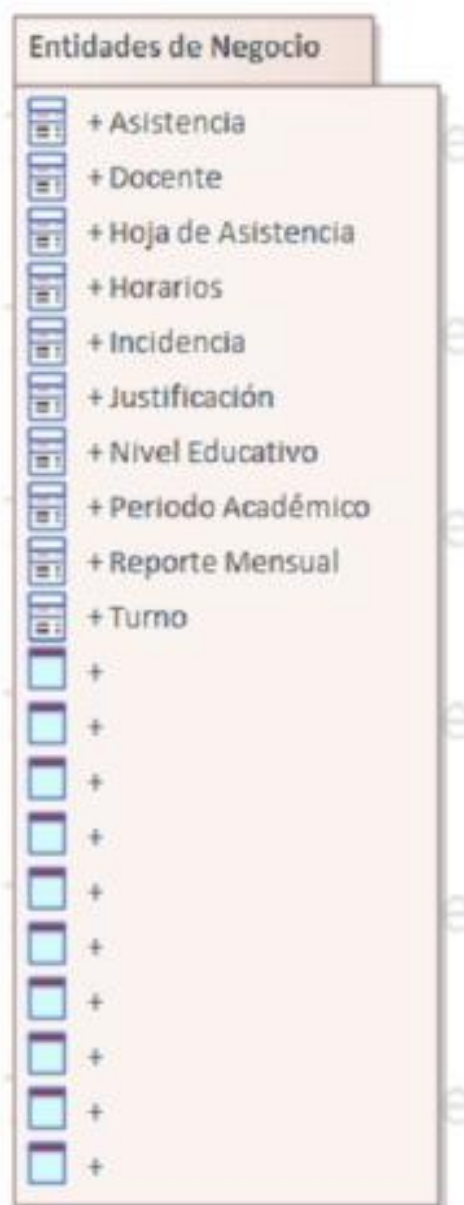 Entidades de Negocio
+ Asistencia
+ Docente
+ Hoja de Asistencia
+ Horarios
+ Incidencia
+ Justificación
+ Nivel Educativo
+ Periodo Académico
+ Reporte Mensual
+ Turno
+
+
+
+
+
+
+
+
+
+